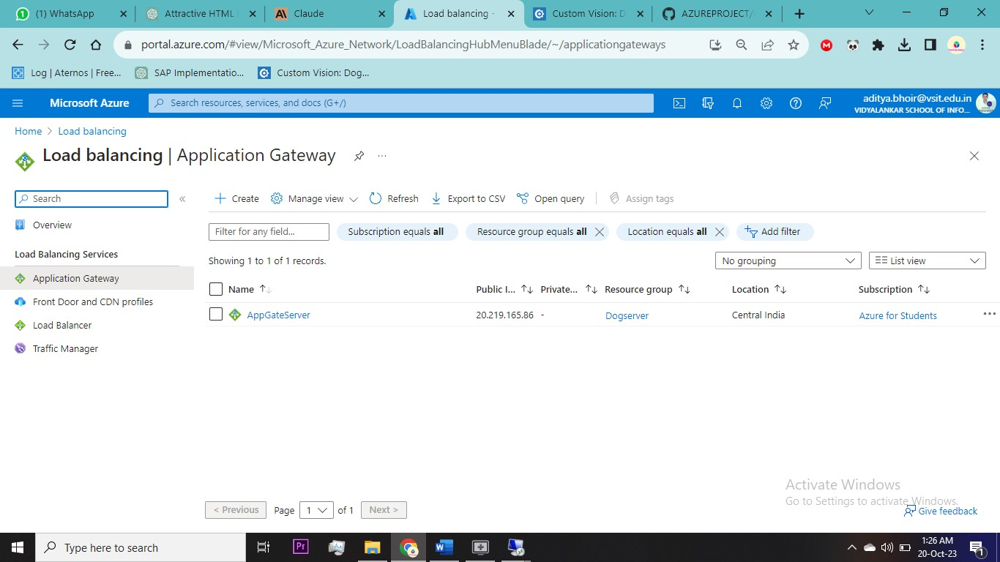 (1) WhatsApp
Attractive HTML
Claude
Load balancing -
Custom Vision: D
AZUREPROJECT/
portal.azure.com/#view/Microsoft_Azure_Network/LoadBalancingHubMenuBlade/~/applicationgateways
Log | Aternos | Free...
SAP Implementatio...
Custom Vision: Dog...
Microsoft Azure
Search resources, services, and docs (G+/)
aditya.bhoir@vsit.edu.in
VIDYALANKAR SCHOOL OF INFO...
Home > Load balancing
Load balancing | Application Gateway
...
Search
«
Create
Manage view
Refresh
Export to CSV
Open query
Assign tags
Overview
Load Balancing Services
Application Gateway
Front Door and CDN profiles
Load Balancer
Traffic Manager
Filter for any field...
Subscription equals all
Resource group equals all
Location equals all
Add filter
Showing 1 to 1 of 1 records.
No grouping
List view
Name Public I... Private... Resource group Location Subscription
AppGateServer 20.219.165.86 - Dogserver Central India Azure for Students ...
Activate Windows
Go to Settings to activate Windows.
< Previous Page 1 of 1 Next >
Give feedback
Type here to search
Pr
1:26 AM
20-Oct-23
1